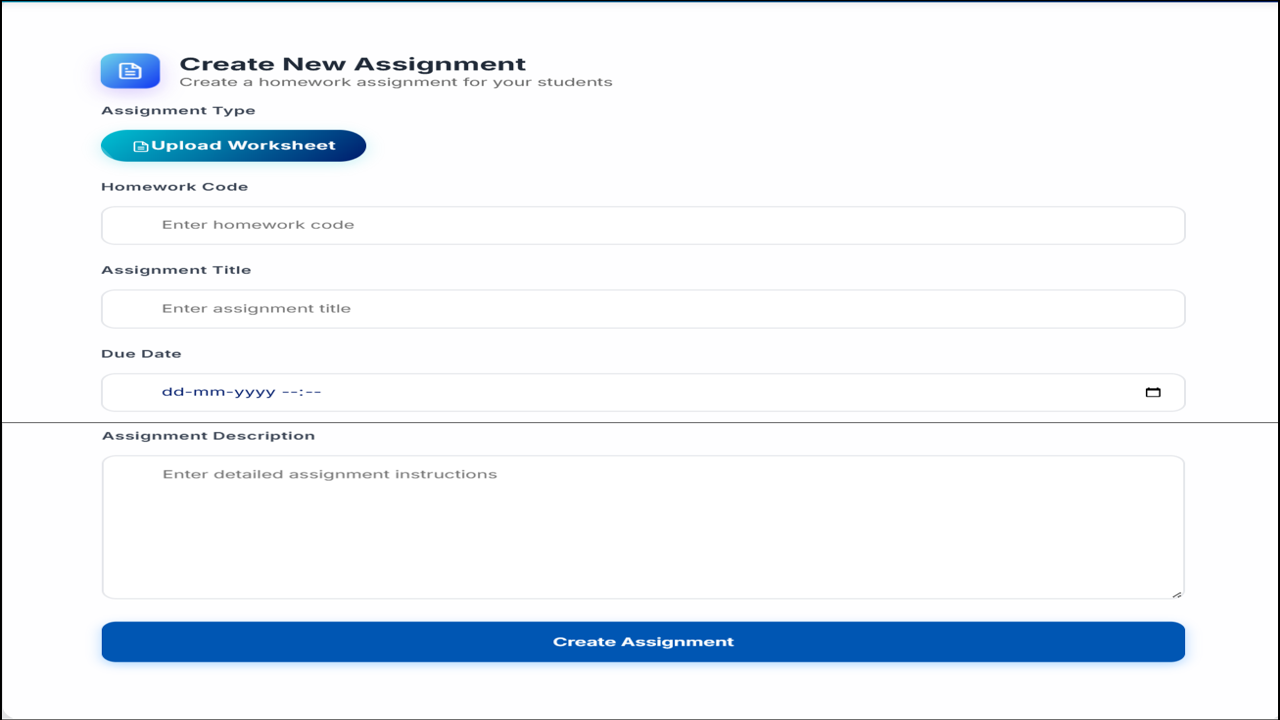 Create New Assignment
Create a homework assignment for your students
Assignment Type
Upload Worksheet
Homework Code
Enter homework code
Assignment Title
Enter assignment title
Due Date
dd-mm-yyyy --:--
Assignment Description
Enter detailed assignment instructions
Create Assignment